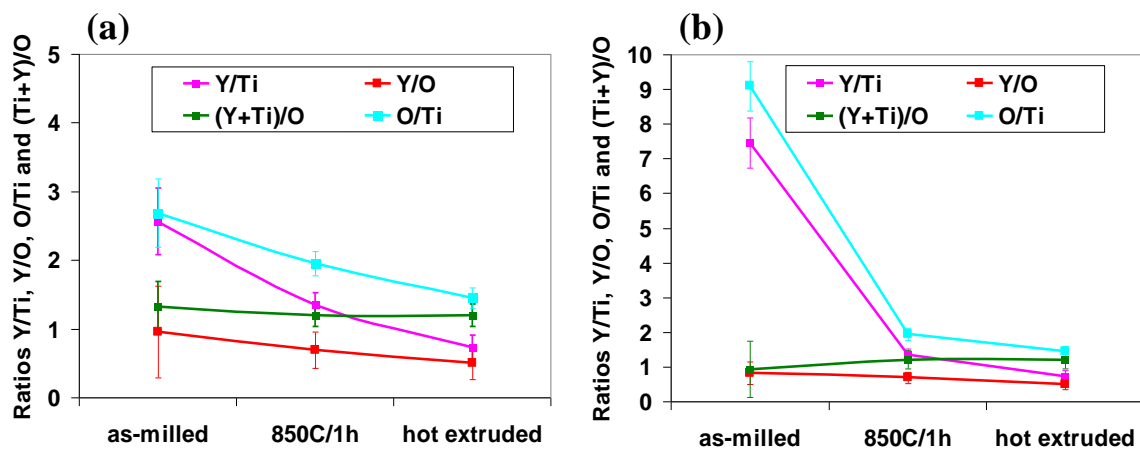 (a)
Ratios Y/Ti, Y/O, O/Ti and (Ti+Y)/O
5
4
3
2
1
0
Y/Ti
Y/O
(Y+Ti)/O
O/Ti
as-milled
850C/1h
hot extruded
(b)
Ratios Y/Ti, Y/O, O/Ti and (Ti+Y)/O
10
9
8
7
6
5
4
3
2
1
0
Y/Ti
Y/O
(Y+Ti)/O
O/Ti
as-milled
850C/1h
hot extruded